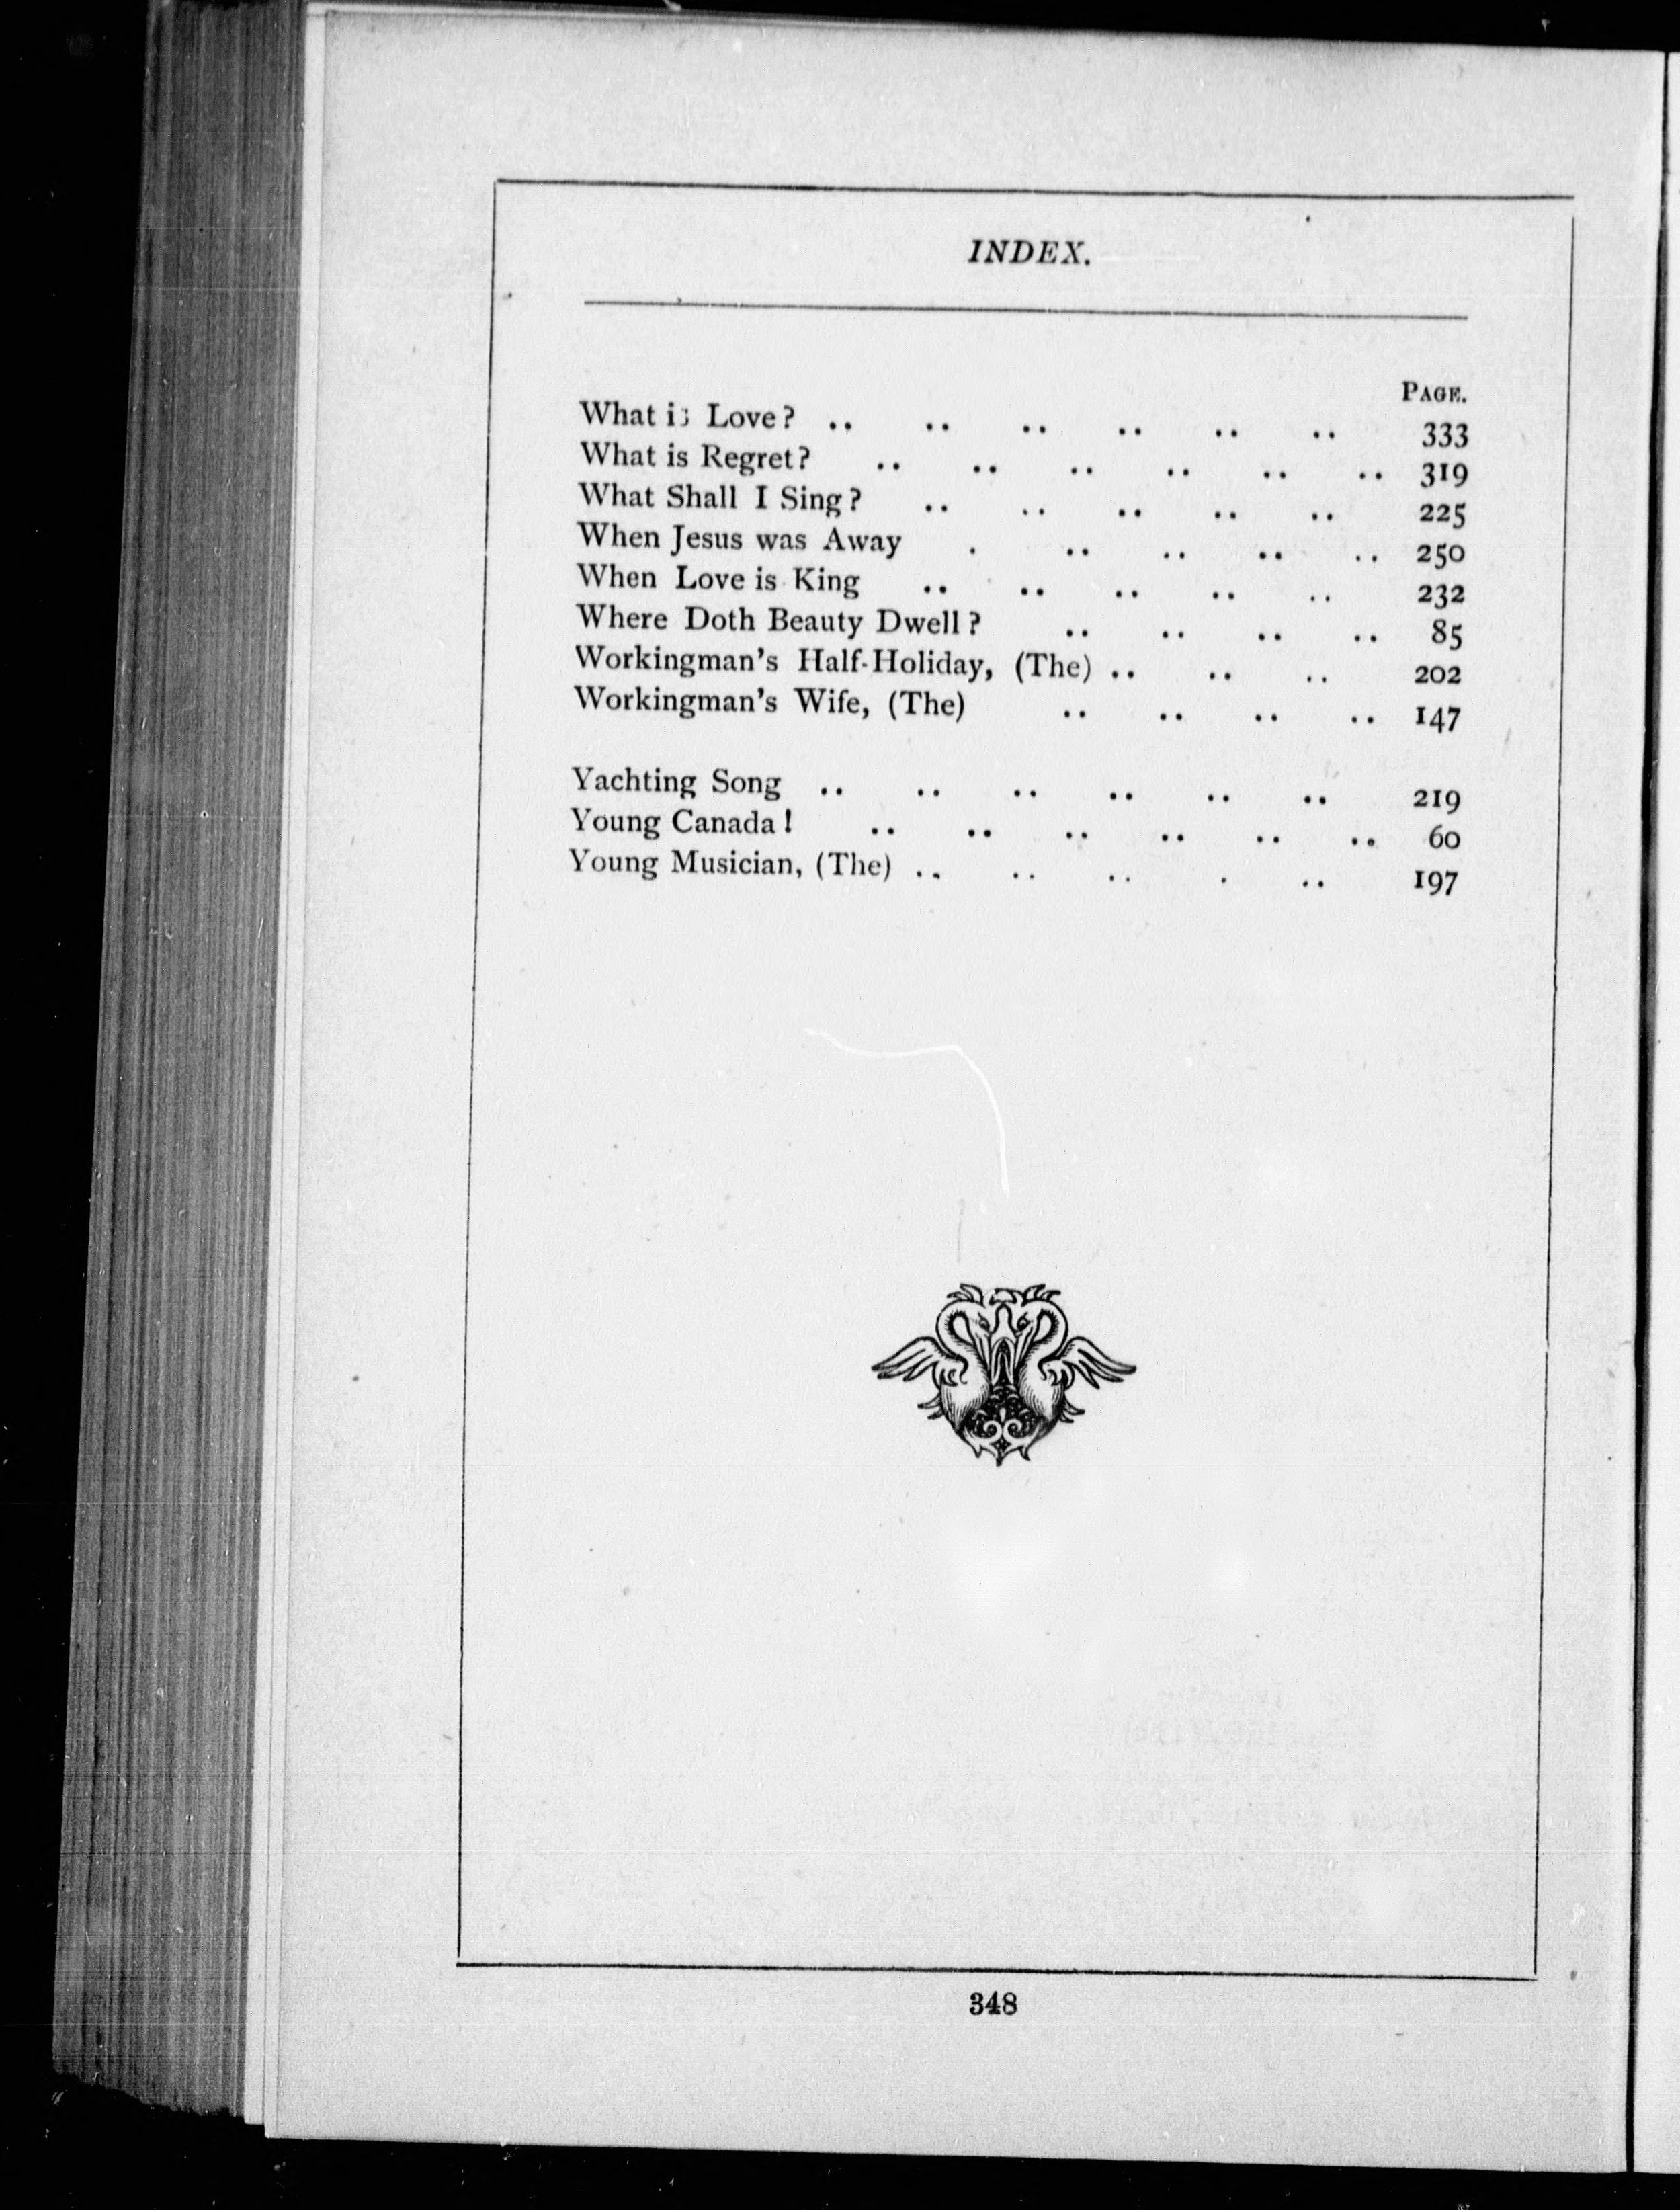 INDEX.
PAGE.
What is Love? .. .. .. .. .. .. 333
What is Regret? .. .. .. .. .. .. 319
What Shall I Sing? .. .. .. .. .. 225
When Jesus was Away . .. .. .. .. 250
When Love is King .. .. .. .. .. 232
Where Doth Beauty Dwell? .. .. .. .. 85
Workingman's Half-Holiday, (The) .. .. .. 202
Workingman's Wife, (The) .. .. .. .. 147
Yachting Song .. .. .. .. .. .. 219
Young Canada! .. .. .. .. .. .. 60
Young Musician, (The) .. .. .. . .. 197
348